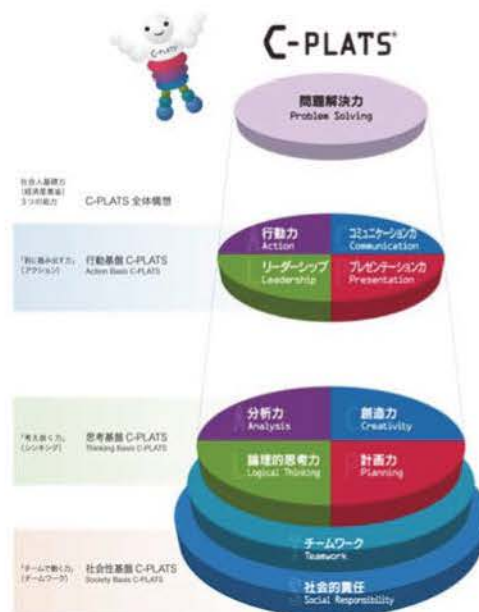 C-PLATS
C-PLATS®
問題解決力
Problem Solving
社会人基礎力
(経済産業省)
3つの能力
C-PLATS 全体構想
行動力
Action
コミュニケーション力
Communication
「前に踏み出す力」
(アクション)
行動基盤 C-PLATS
Action Basis C-PLATS
リーダーシップ
Leadership
プレゼンテーション力
Presentation
分析力
Analysis
創造力
Creativity
「考え抜く力」
(シンキング)
思考基盤 C-PLATS
Thinking Basis C-PLATS
論理的思考力
Logical Thinking
計画力
Planning
チームワーク
Teamwork
「チームで働く力」
(チームワーク)
社会性基盤 C-PLATS
Society Basis C-PLATS
社会的責任
Social Responsibility